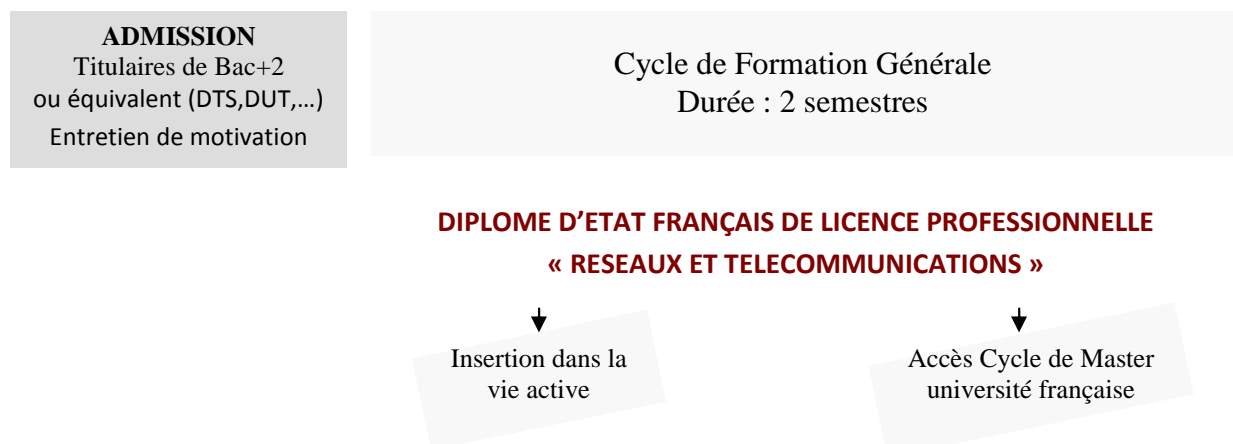 ADMISSION
Titulaires de Bac+2
ou équivalent (DTS,DUT,…)
Entretien de motivation
Cycle de Formation Générale
Durée : 2 semestres
DIPLOME D’ETAT FRANÇAIS DE LICENCE PROFESSIONNELLE
« RESEAUX ET TELECOMMUNICATIONS »
Insertion dans la
vie active
Accès Cycle de Master
université française